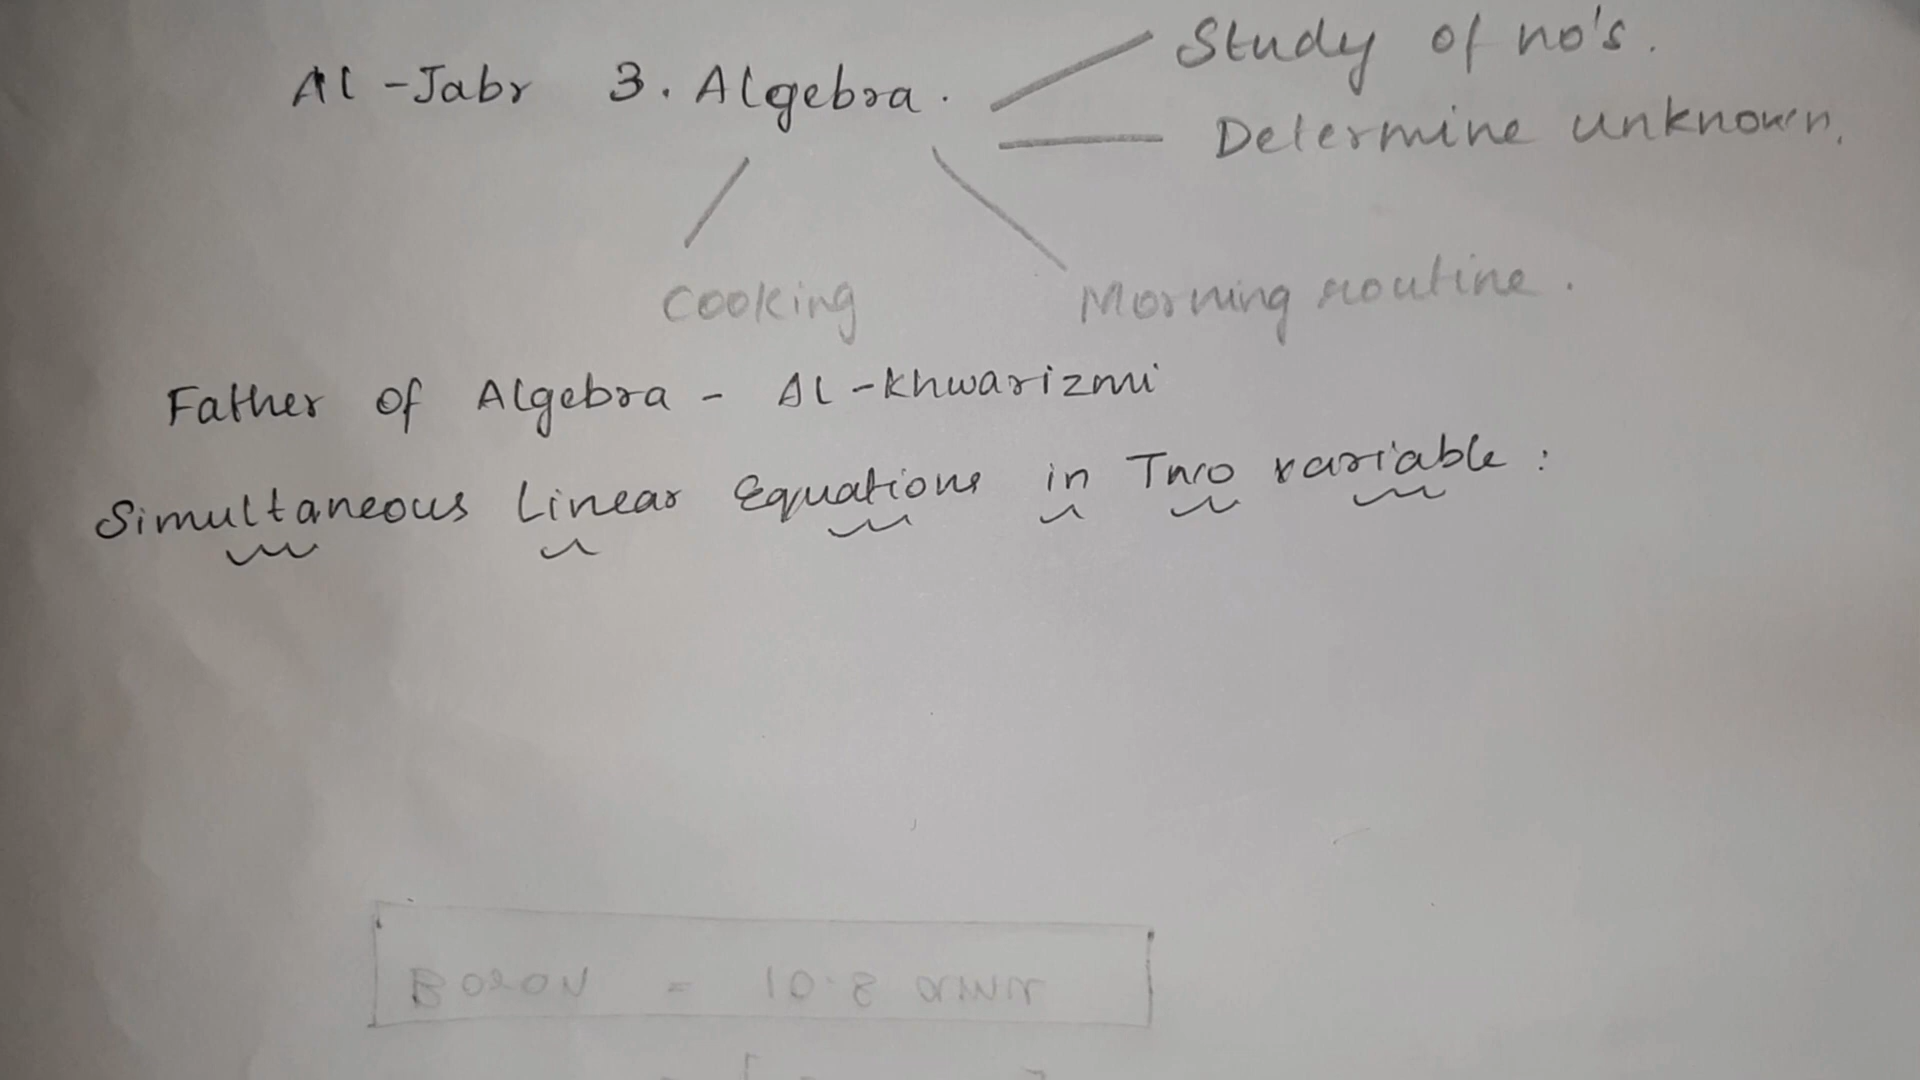 Study of no's.
Al-Jabr 3. Algebra.
Determine unknown.
Cooking
Morning routine.
Father of Algebra - Al-Khwarizmi
Simultaneous Linear Equations in Two variable: